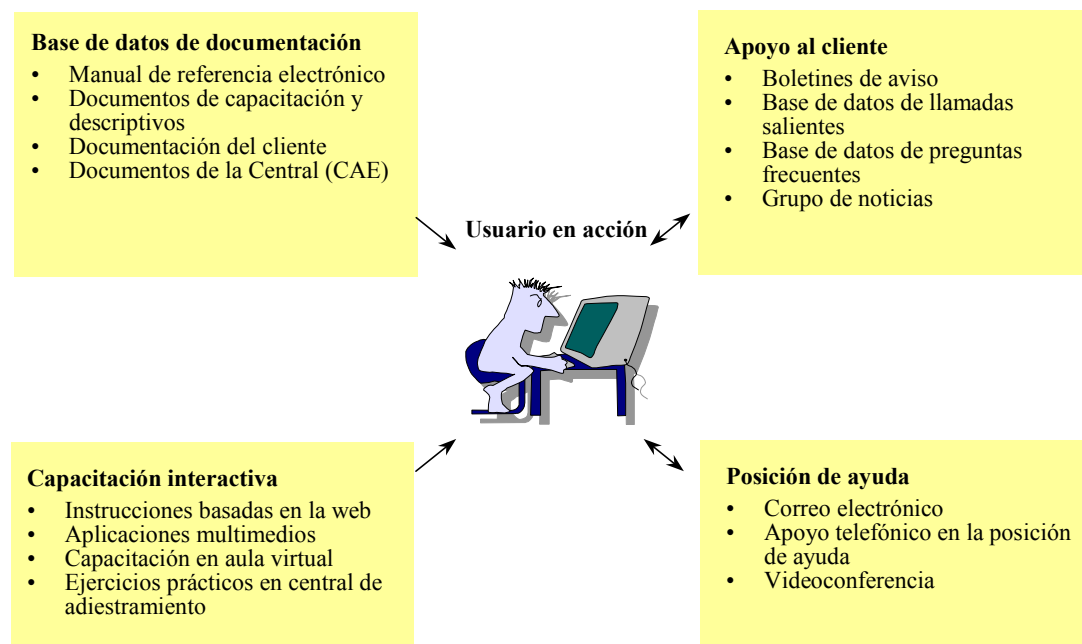 Base de datos de documentación
• Manual de referencia electrónico
• Documentos de capacitación y
descriptivos
• Documentación del cliente
• Documentos de la Central (CAE)
Apoyo al cliente
• Boletines de aviso
• Base de datos de llamadas
salientes
• Base de datos de preguntas
frecuentes
• Grupo de noticias
Usuario en acción
Capacitación interactiva
• Instrucciones basadas en la web
• Aplicaciones multimedios
• Capacitación en aula virtual
• Ejercicios prácticos en central de
adiestramiento
Posición de ayuda
• Correo electrónico
• Apoyo telefónico en la posición
de ayuda
• Videoconferencia